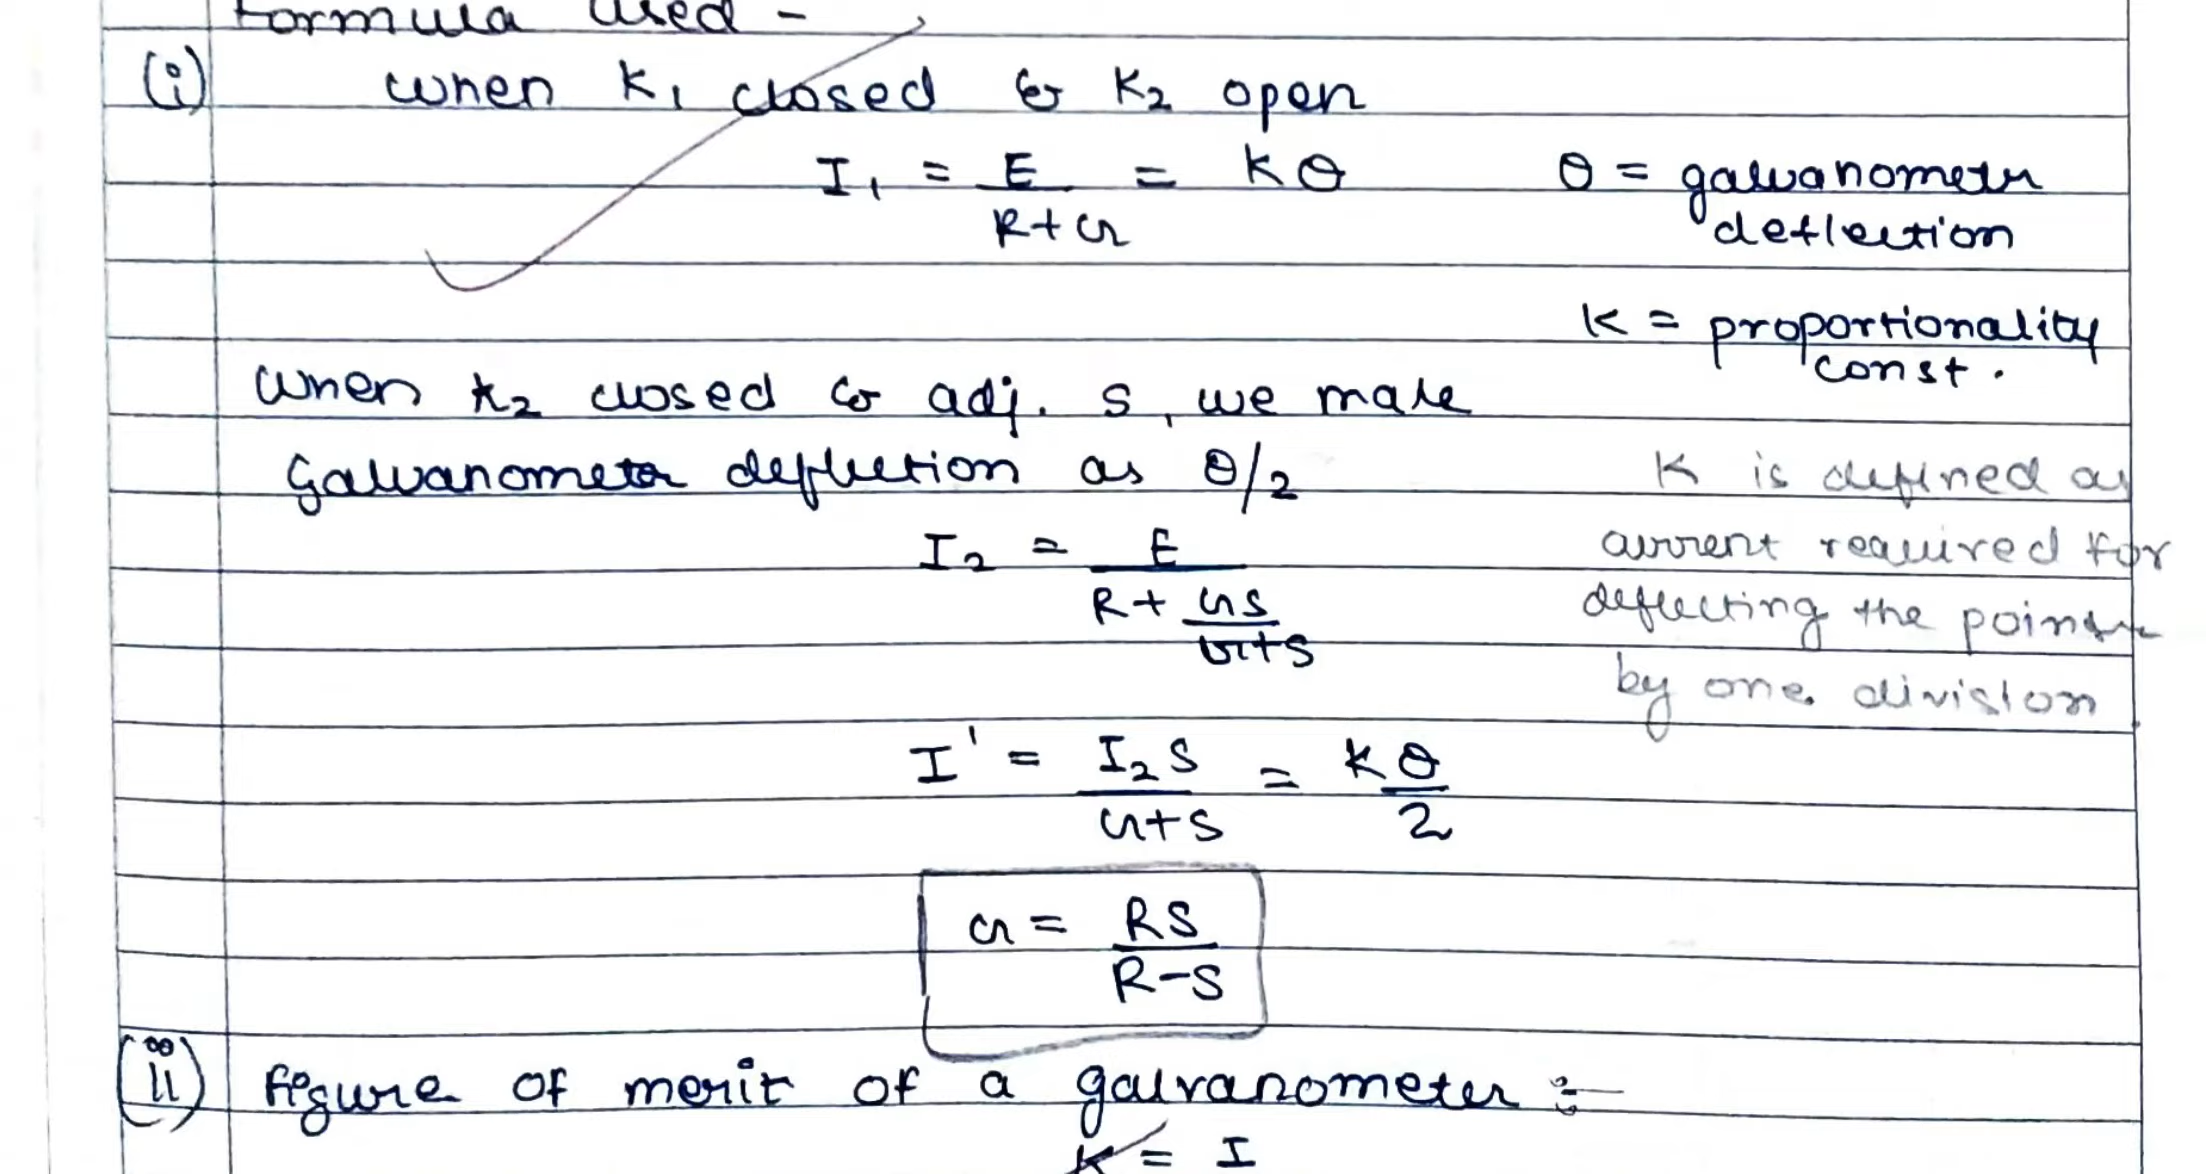 Formula used -
(i) when K₁ closed & K₂ open
I₁ = E/(R+G) = Kθ    θ = galvanometer
deflection
K = proportionality
const.
when K₂ closed & adj. S, we make
Galvanometer deflection as θ/2
K is defined as
current required for
deflecting the pointer
by one division.
I₂ = E/(R + GS/(G+S))
I' = I₂S/(G+S) = Kθ/2
G = RS/(R-S)
(ii) figure of merit of a galvanometer :-
K = I